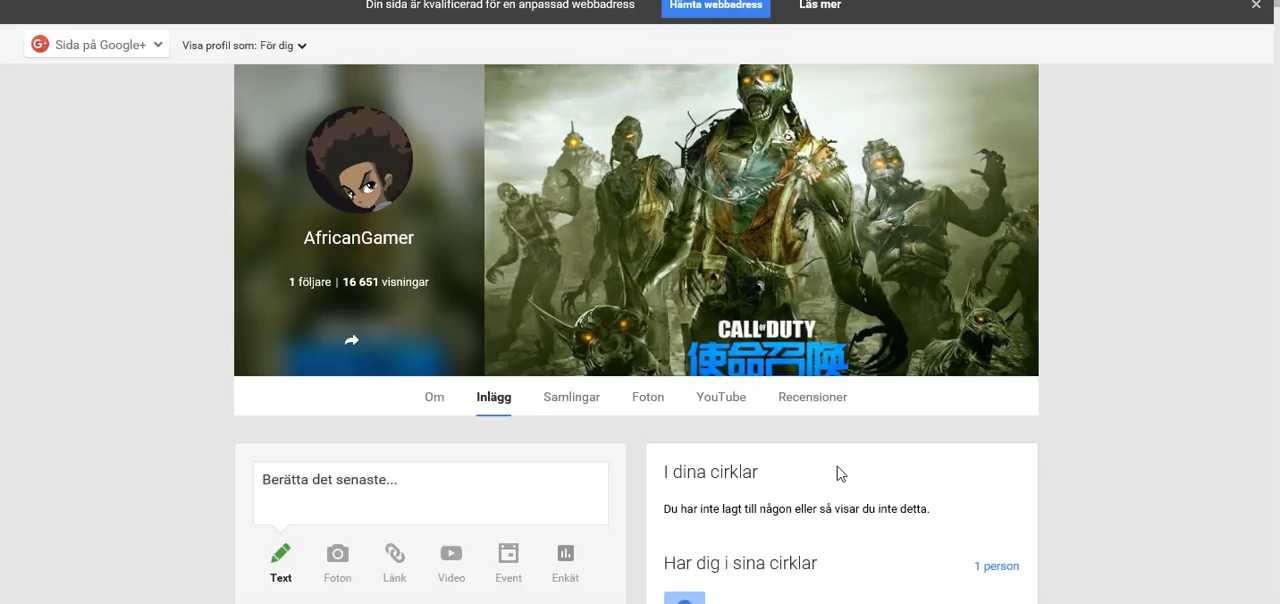 Din sida är kvalificerad för en anpassad webbadress Hämta webbadress Läs mer
G+ Sida på Google+ Visa profil som: För dig
AfricanGamer
1 följare | 16 651 visningar
CALL OF DUTY
使命召唤
Om Inlägg Samlingar Foton YouTube Recensioner
Berätta det senaste...
Text Foton Länk Video Event Enkät
I dina cirklar
Du har inte lagt till någon eller så visar du inte detta.
Har dig i sina cirklar 1 person